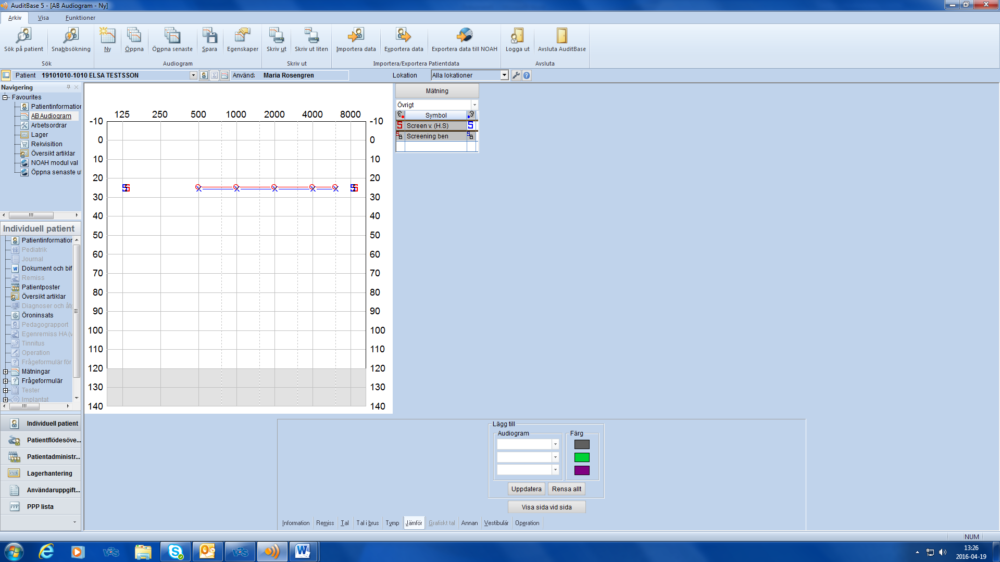 AuditBase 5 - [AB Audiogram - Ny]
Arkiv Visa Funktioner
Sök på patient Snabbsökning Ny Öppna Öppna senaste Spara Egenskaper Skriv ut Skriv ut liten Importera data Exportera data Exportera data till NOAH Logga ut Avsluta AuditBase
Sök Audiogram Skriv ut Importera/Exportera Patientdata Avsluta
Patient 19101010-1010 ELSA TESTSSON Använd: Maria Rosengren Lokation Alla lokationer
Navigering
Favourites
Patientinformation
AB Audiogram
Arbetsordrar
Lager
Rekvisition
Översikt artiklar
NOAH modul val
Öppna senaste ut
Individuell patient
Patientinformation
Pediatrik
Journal
Dokument och bif
Remiss
Patientposter
Översikt artiklar
Diagnoser och åtg
Öroninsats
Pedagograpport
Egenremiss HA (v
Tinnitus
Operation
Frågeformulär för
Mätningar
Frågeformulär
Tester
Implantat
Individuell patient
Patientflödesöve...
Patientadministr...
Lagerhantering
Användaruppgift...
PPP PPP lista
125 250 500 1000 2000 4000 8000
-10 -10
0 0
10 10
20 20
S S S S
30 30
40 40
50 50
60 60
70 70
80 80
90 90
100 100
110 110
120 120
130 130
140 140
Mätning
Övrigt
Symbol
S Screen v. (H.S) S
SB Screening ben SB
Lägg till
Audiogram Färg
Uppdatera Rensa allt
Visa sida vid sida
Information Remiss Tal Tal i brus Tymp Jämför Grafiskt tal Annan Vestibulär Operation
NUM
13:26
2016-04-19